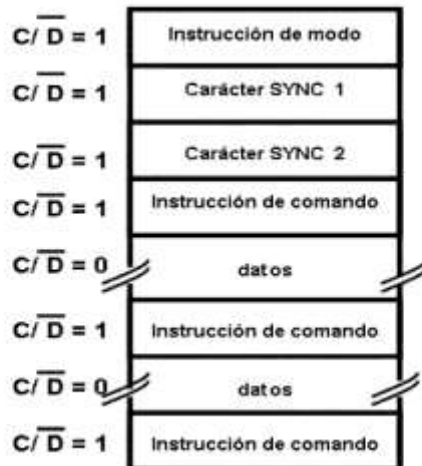 C/D̅ = 1 Instrucción de modo
C/D̅ = 1 Carácter SYNC 1
C/D̅ = 1 Carácter SYNC 2
C/D̅ = 1 Instrucción de comando
C/D̅ = 0 datos
C/D̅ = 1 Instrucción de comando
C/D̅ = 0 datos
C/D̅ = 1 Instrucción de comando